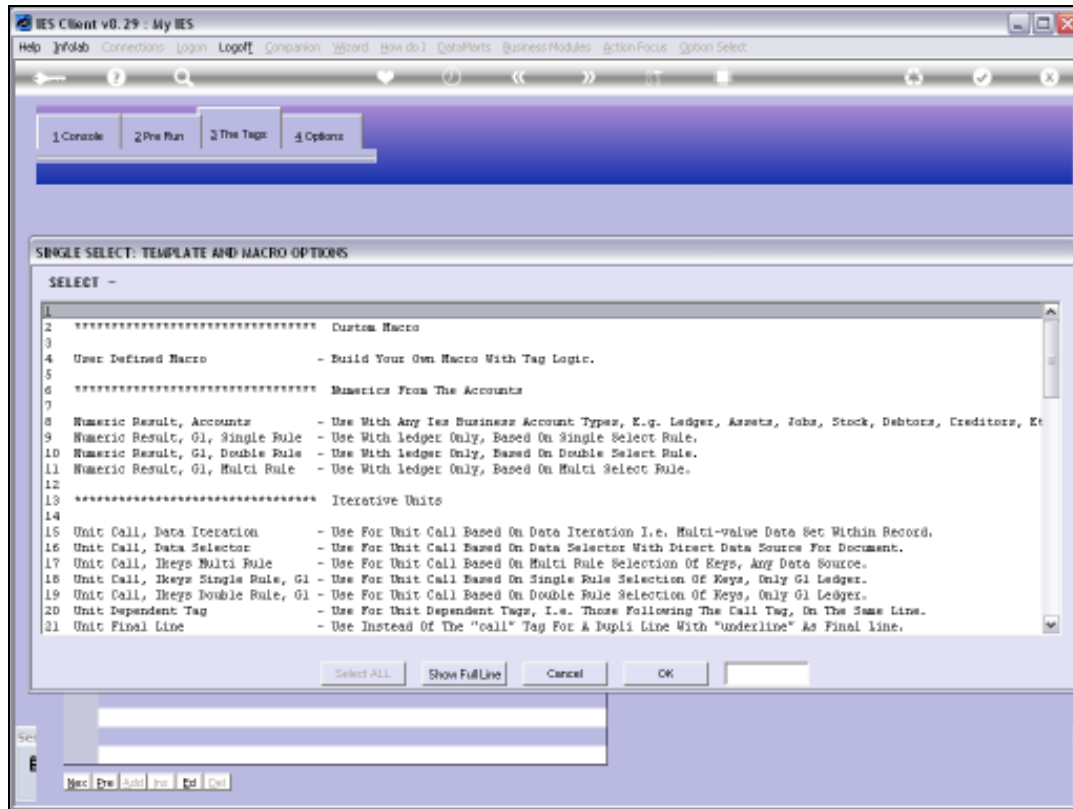 IES Client v8.29 : My IES
Help Infolab Connections Logon Logoff Companion Wizard How do I DataMarts Business Modules Action Focus Option Select
1 Console 2 Pre Run 3 The Tags 4 Options
SINGLE SELECT: TEMPLATE AND MACRO OPTIONS
SELECT -
1
2 ********************************* Custom Macro
3
4 User Defined Macro - Build Your Own Macro With Tag Logic.
5
6 ********************************* Numerics From The Accounts
7
8 Numeric Result, Accounts - Use With Any Ies Business Account Types, E.g. Ledger, Assets, Jobs, Stock, Debtors, Creditors, Et
9 Numeric Result, Gl, Single Rule - Use With Ledger Only, Based On Single Select Rule.
10 Numeric Result, Gl, Double Rule - Use With Ledger Only, Based On Double Select Rule.
11 Numeric Result, Gl, Multi Rule - Use With Ledger Only, Based On Multi Select Rule.
12
13 ********************************* Iterative Units
14
15 Unit Call, Data Iteration - Use For Unit Call Based On Data Iteration I.e. Multi-value Data Set Within Record.
16 Unit Call, Data Selector - Use For Unit Call Based On Data Selector With Direct Data Source For Document.
17 Unit Call, Ikeys Multi Rule - Use For Unit Call Based On Multi Rule Selection Of Keys, Any Data Source.
18 Unit Call, Ikeys Single Rule, Gl - Use For Unit Call Based On Single Rule Selection Of Keys, Only Gl Ledger.
19 Unit Call, Ikeys Double Rule, Gl - Use For Unit Call Based On Double Rule Selection Of Keys, Only Gl Ledger.
20 Unit Dependent Tag - Use For Unit Dependent Tags, I.e. Those Following The Call Tag, On The Same Line.
21 Unit Final Line - Use Instead Of The "call" Tag For A Dupli Line With "underline" As Final Line.
Select ALL Show Full Line Cancel OK
Sec
Nex Pre Add Ins Ed Del